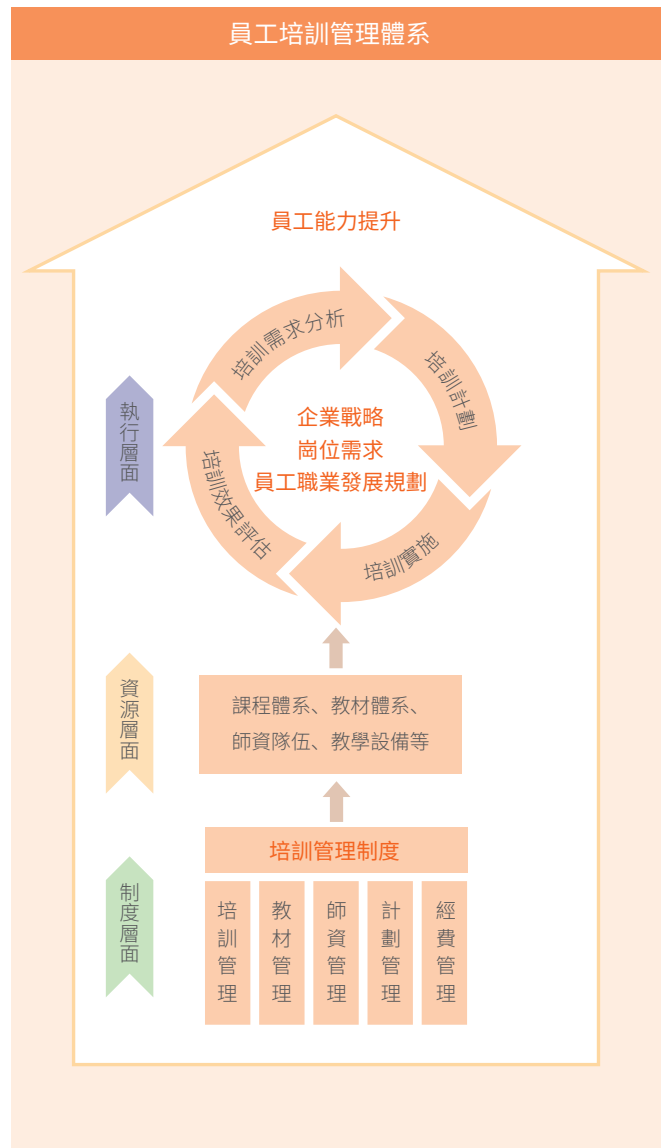 員工培訓管理體系
員工能力提升
培訓需求分析
培訓計劃
培訓實施
培訓效果評估
企業戰略
崗位需求
員工職業發展規劃
執行層面
資源層面
課程體系、教材體系、
師資隊伍、教學設備等
制度層面
培訓管理制度
培訓管理
教材管理
師資管理
計劃管理
經費管理